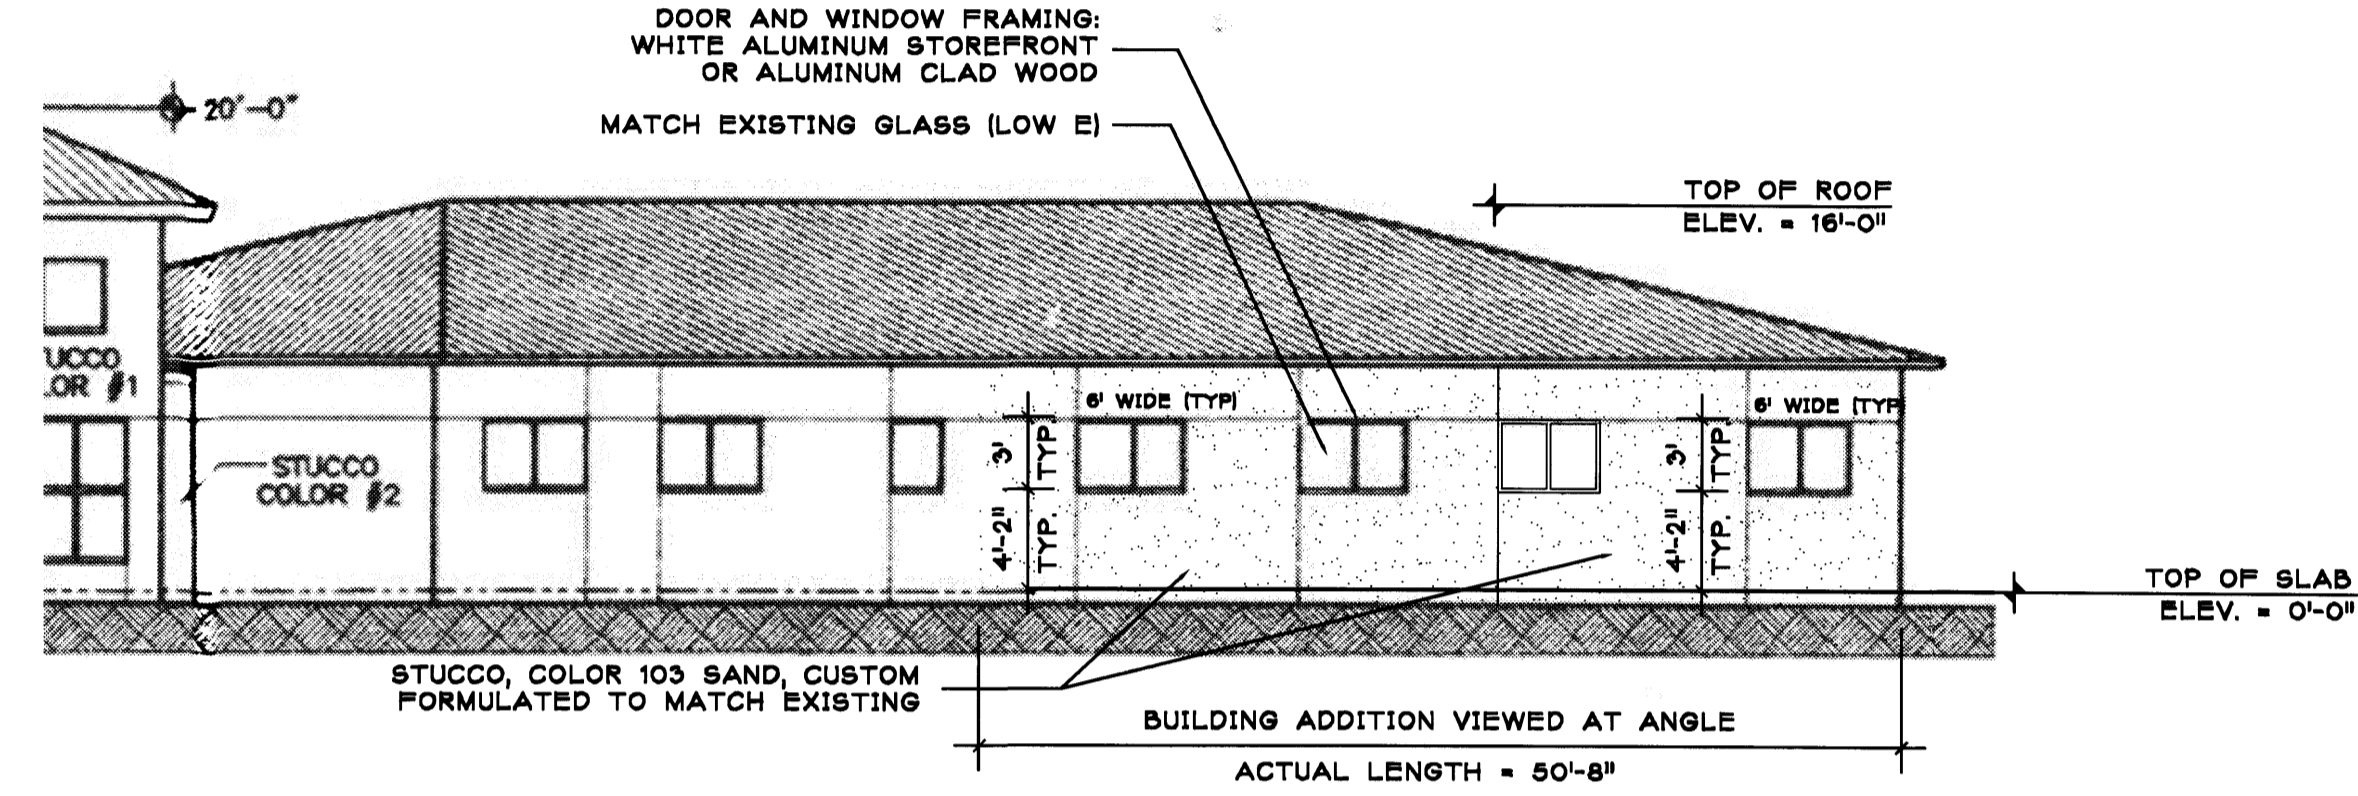 DOOR AND WINDOW FRAMING:
WHITE ALUMINUM STOREFRONT
OR ALUMINUM CLAD WOOD
20'-0"
MATCH EXISTING GLASS (LOW E)
TOP OF ROOF
ELEV. = 16'-0"
UCCO
LOR #1
STUCCO
COLOR #2
6' WIDE (TYP)
3'
TYP.
4'-2"
TYP.
6' WIDE (TYP
3'
TYP.
4'-2"
TYP.
TOP OF SLAB
ELEV. = 0'-0"
STUCCO, COLOR 103 SAND, CUSTOM
FORMULATED TO MATCH EXISTING
BUILDING ADDITION VIEWED AT ANGLE
ACTUAL LENGTH = 50'-8"